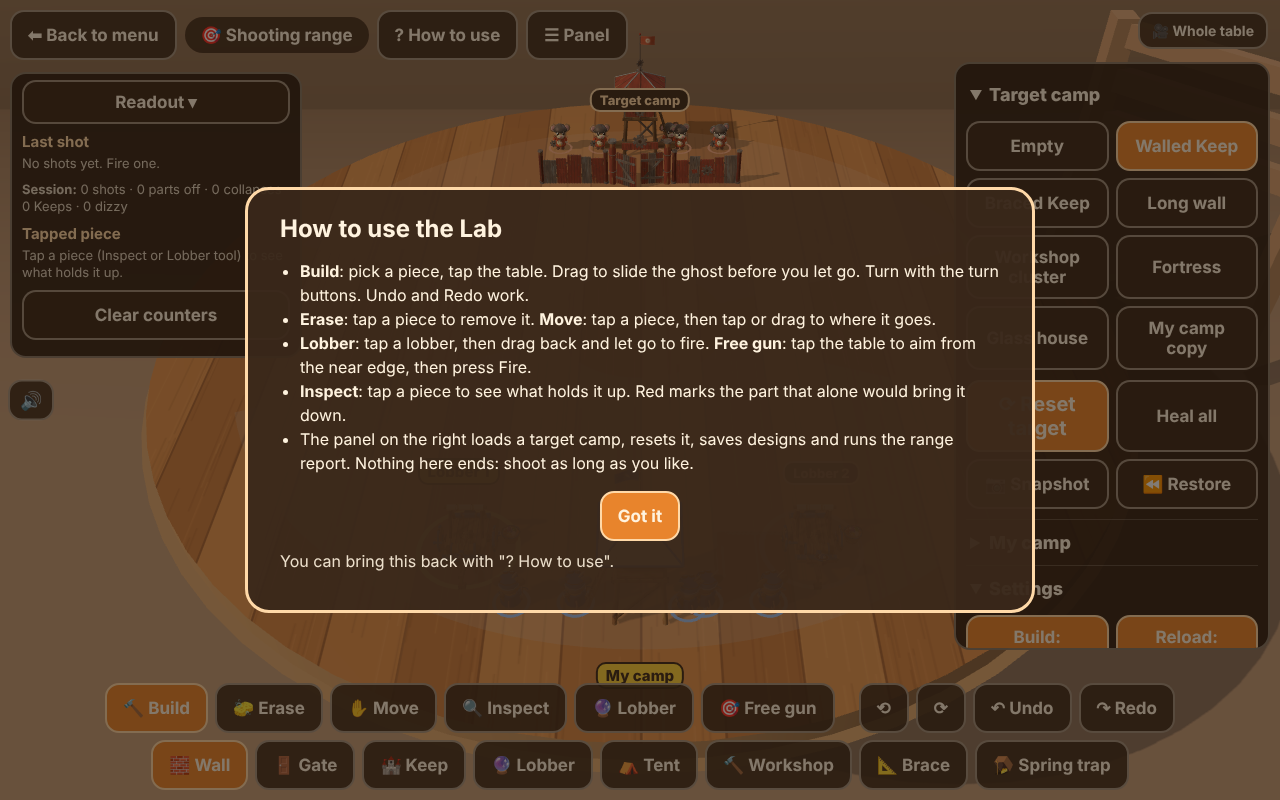 ⬅ Back to menu
🎯 Shooting range
? How to use
☰ Panel
🎥 Whole table
Readout ▾
Last shot
No shots yet. Fire one.
Session: 0 shots · 0 parts off · 0
0 Keeps · 0 dizzy
Tapped piece
Tap a piece (Inspect or Lobber tool)
what holds it up.
Clear counters
🔊
Target camp
▼ Target camp
Empty
Walled Keep
Keep
Long wall
Workshop
cluster
Fortress
house
My camp
copy
Reset
target
Heal all
Snapshot
⏪ Restore
▶ My camp
▼ Settings
Build:
Reload:
How to use the Lab
• Build: pick a piece, tap the table. Drag to slide the ghost before you let go. Turn with the turn
buttons. Undo and Redo work.
• Erase: tap a piece to remove it. Move: tap a piece, then tap or drag to where it goes.
• Lobber: tap a lobber, then drag back and let go to fire. Free gun: tap the table to aim from
the near edge, then press Fire.
• Inspect: tap a piece to see what holds it up. Red marks the part that alone would bring it
down.
• The panel on the right loads a target camp, resets it, saves designs and runs the range
report. Nothing here ends: shoot as long as you like.
Got it
You can bring this back with "? How to use".
My camp
🔨 Build
🧽 Erase
✋ Move
🔍 Inspect
🔮 Lobber
🎯 Free gun
⟲
⟳
↶ Undo
↷ Redo
🧱 Wall
🚪 Gate
🏰 Keep
🔮 Lobber
⛺ Tent
🔨 Workshop
📐 Brace
🪤 Spring trap